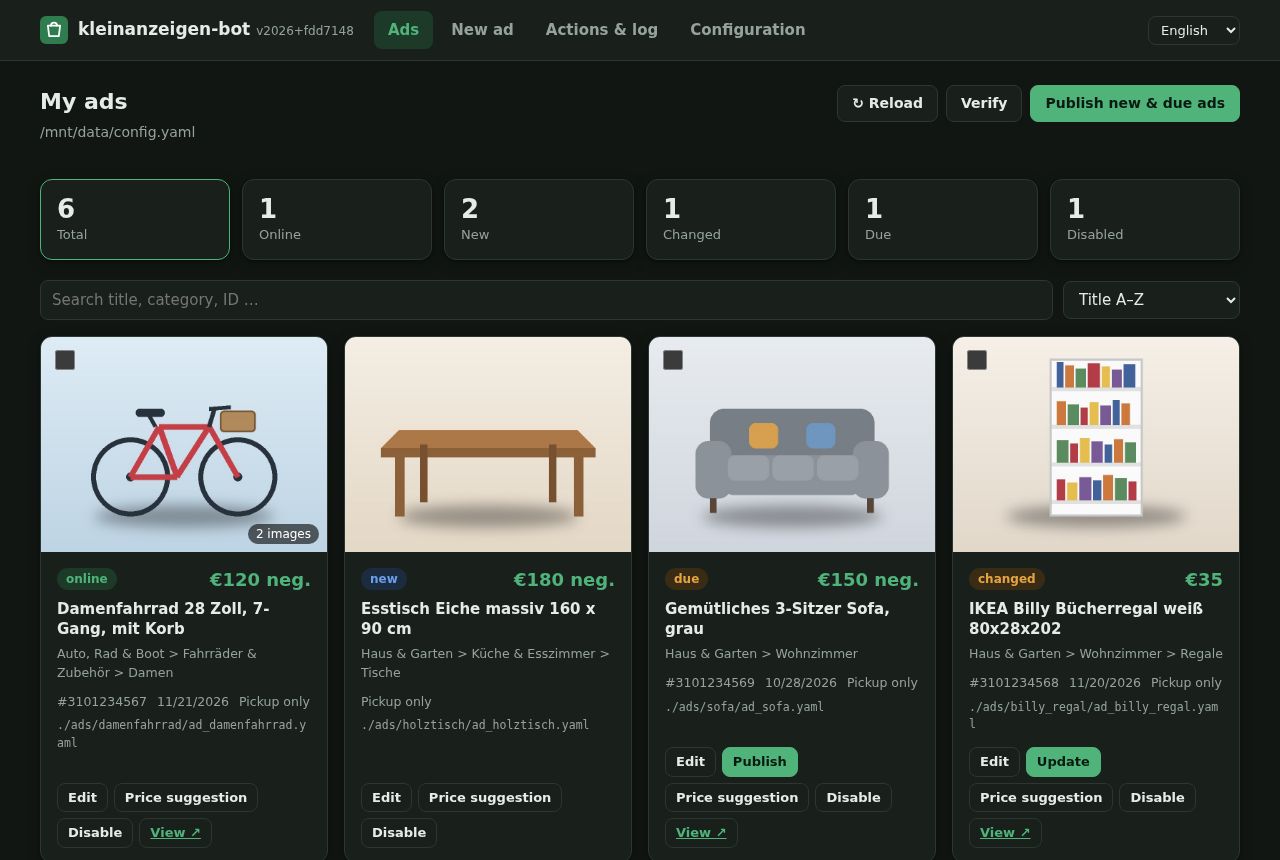 kleinanzeigen-bot v2026+fdd7148 Ads New ad Actions & log Configuration English
My ads
↻ Reload Verify Publish new & due ads
/mnt/data/config.yaml
6 1 2 1 1 1
Total Online New Changed Due Disabled
Search title, category, ID … Title A–Z
2 images
online €120 neg.
Damenfahrrad 28 Zoll, 7-
Gang, mit Korb
Auto, Rad & Boot > Fahrräder &
Zubehör > Damen
#3101234567 11/21/2026 Pickup only
./ads/damenfahrrad/ad_damenfahrrad.y
aml
Edit Price suggestion
Disable View ↗
new €180 neg.
Esstisch Eiche massiv 160 x
90 cm
Haus & Garten > Küche & Esszimmer >
Tische
Pickup only
./ads/holztisch/ad_holztisch.yaml
Edit Price suggestion
Disable
due €150 neg.
Gemütliches 3-Sitzer Sofa,
grau
Haus & Garten > Wohnzimmer
#3101234569 10/28/2026 Pickup only
./ads/sofa/ad_sofa.yaml
Edit Publish
Price suggestion Disable
View ↗
changed €35
IKEA Billy Bücherregal weiß
80x28x202
Haus & Garten > Wohnzimmer > Regale
#3101234568 11/20/2026 Pickup only
./ads/billy_regal/ad_billy_regal.yam
l
Edit Update
Price suggestion Disable
View ↗